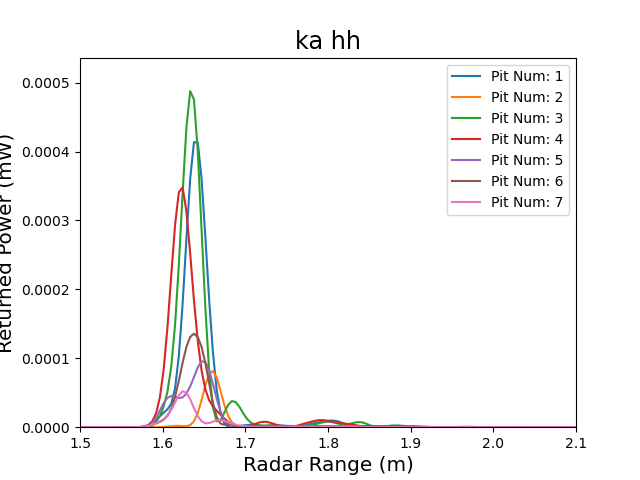 ka hh
Returned Power (mW)
0.0005
0.0004
0.0003
0.0002
0.0001
0.0000
1.5 1.6 1.7 1.8 1.9 2.0 2.1
Radar Range (m)
Pit Num: 1
Pit Num: 2
Pit Num: 3
Pit Num: 4
Pit Num: 5
Pit Num: 6
Pit Num: 7